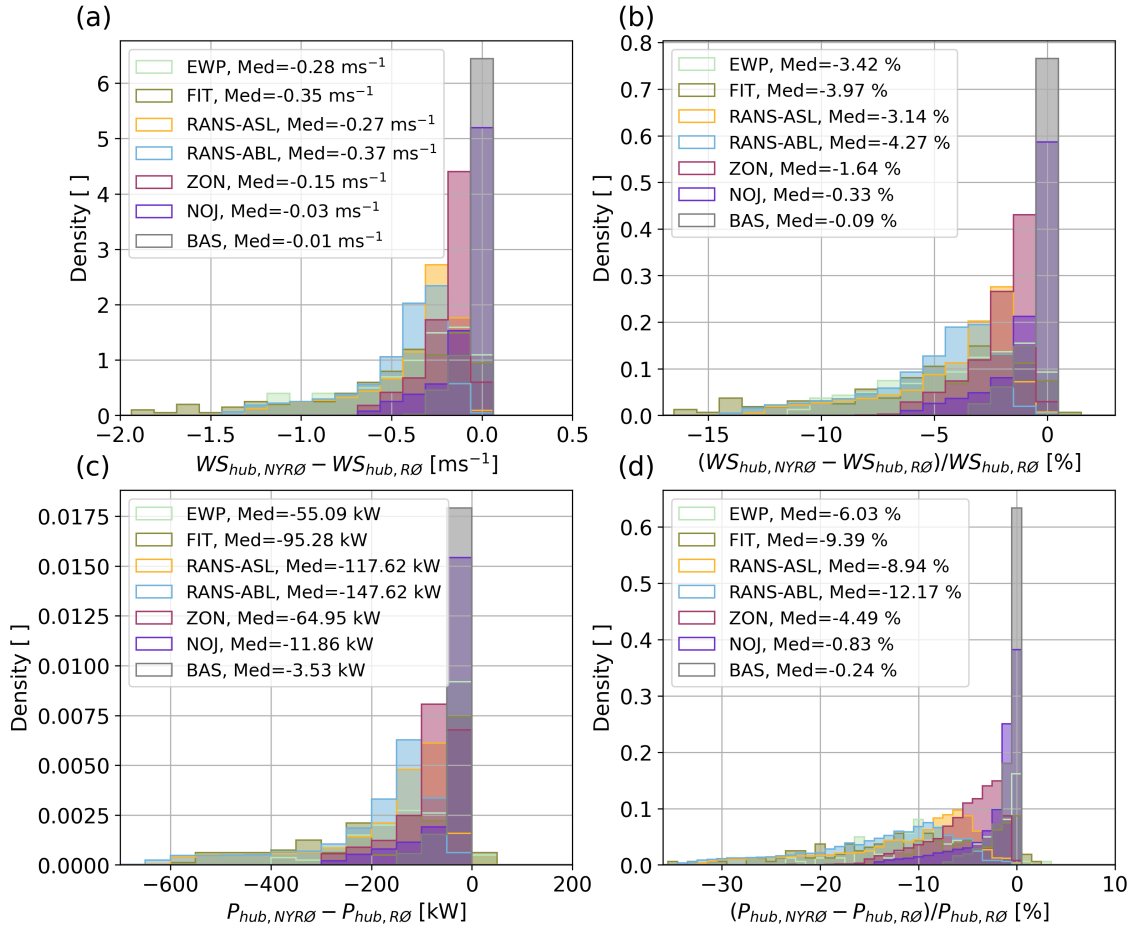 (a)
Density [ ]
6
5
4
3
2
1
0
EWP, Med=-0.28 ms⁻¹
FIT, Med=-0.35 ms⁻¹
RANS-ASL, Med=-0.27 ms⁻¹
RANS-ABL, Med=-0.37 ms⁻¹
ZON, Med=-0.15 ms⁻¹
NOJ, Med=-0.03 ms⁻¹
BAS, Med=-0.01 ms⁻¹
−2.0 −1.5 −1.0 −0.5 0.0 0.5
WS_hub,NYRØ − WS_hub,RØ [ms⁻¹]
(b)
Density [ ]
0.8
0.7
0.6
0.5
0.4
0.3
0.2
0.1
0.0
EWP, Med=-3.42 %
FIT, Med=-3.97 %
RANS-ASL, Med=-3.14 %
RANS-ABL, Med=-4.27 %
ZON, Med=-1.64 %
NOJ, Med=-0.33 %
BAS, Med=-0.09 %
−15 −10 −5 0
(WS_hub,NYRØ − WS_hub,RØ)/WS_hub,RØ [%]
(c)
Density [ ]
0.0175
0.0150
0.0125
0.0100
0.0075
0.0050
0.0025
0.0000
EWP, Med=-55.09 kW
FIT, Med=-95.28 kW
RANS-ASL, Med=-117.62 kW
RANS-ABL, Med=-147.62 kW
ZON, Med=-64.95 kW
NOJ, Med=-11.86 kW
BAS, Med=-3.53 kW
−600 −400 −200 0 200
P_hub,NYRØ − P_hub,RØ [kW]
(d)
Density [ ]
0.6
0.5
0.4
0.3
0.2
0.1
0.0
EWP, Med=-6.03 %
FIT, Med=-9.39 %
RANS-ASL, Med=-8.94 %
RANS-ABL, Med=-12.17 %
ZON, Med=-4.49 %
NOJ, Med=-0.83 %
BAS, Med=-0.24 %
−30 −20 −10 0 10
(P_hub,NYRØ − P_hub,RØ)/P_hub,RØ [%]